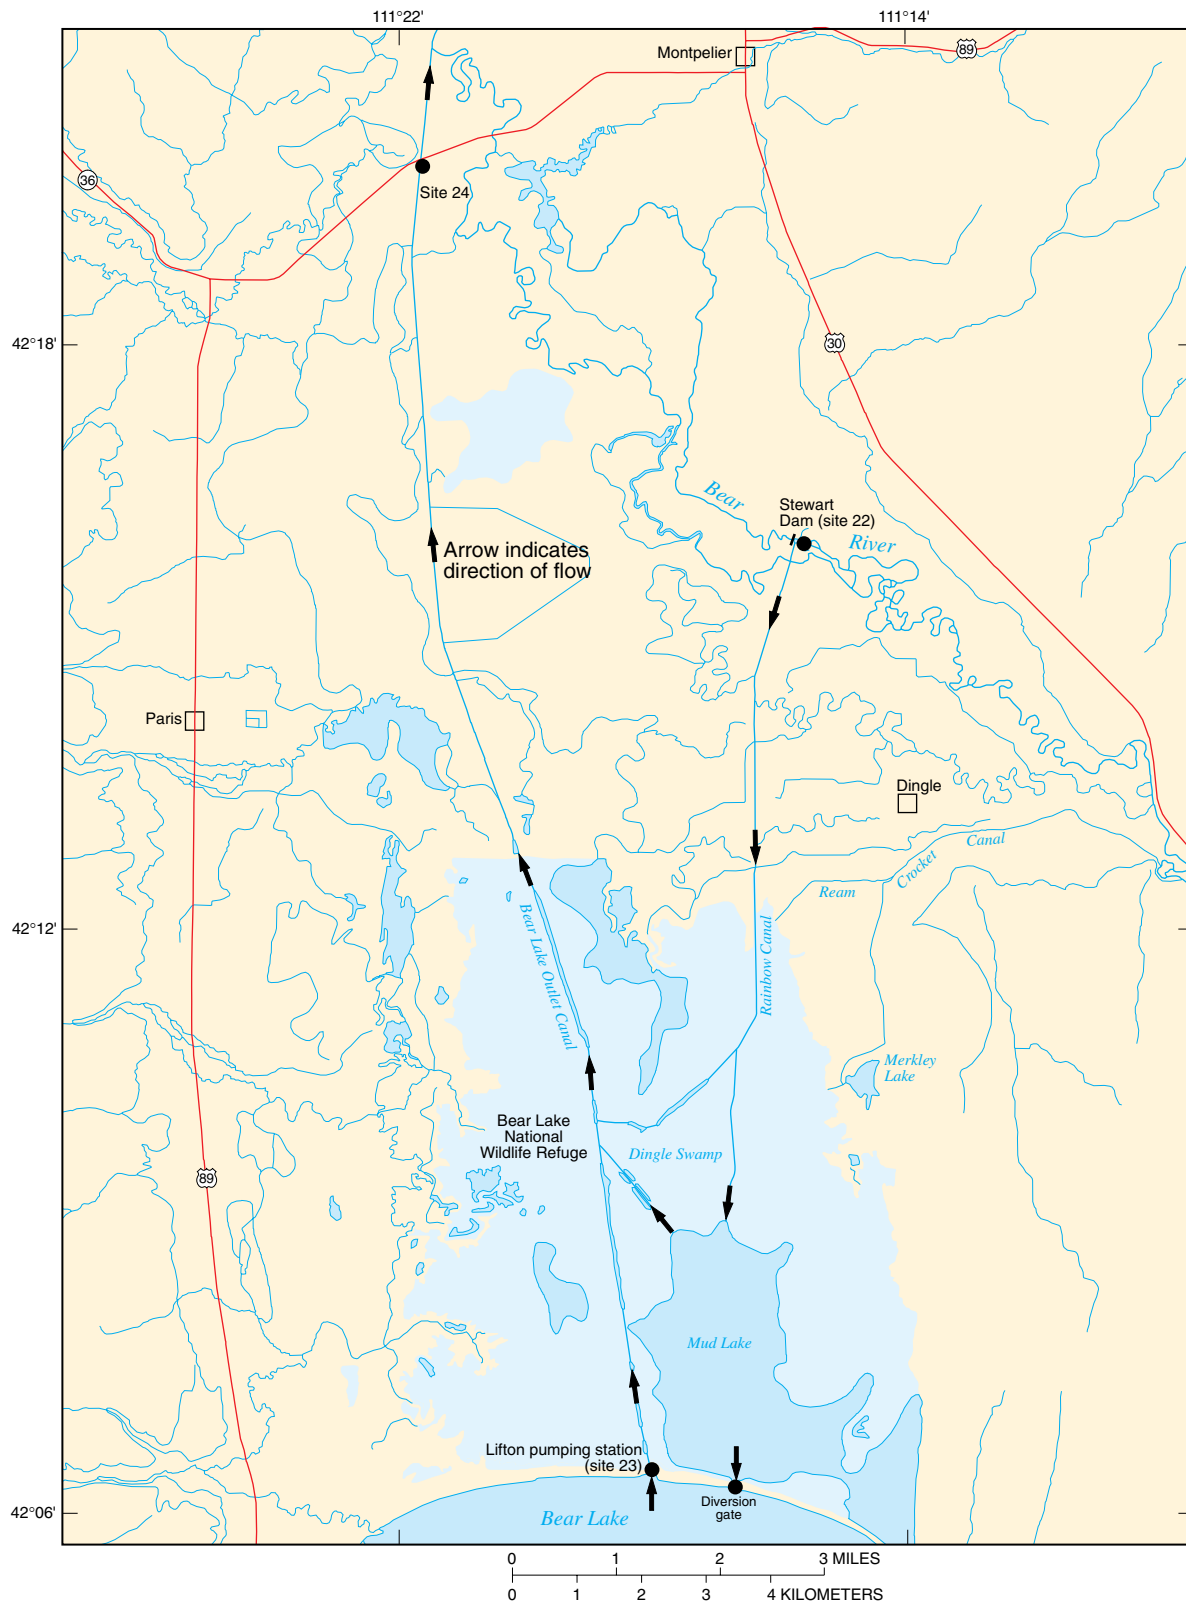 111°22'
111°14'
Montpelier
89
36
Site 24
42°18'
30
Bear
Stewart
Dam (site 22)
River
Arrow indicates
direction of flow
Paris
Dingle
Canal
Crocket
Ream
42°12'
Bear Lake Outlet Canal
Rainbow Canal
Merkley
Lake
Bear Lake
National
Wildlife Refuge
Dingle Swamp
89
Mud Lake
Lifton pumping station
(site 23)
Diversion
gate
42°06'
Bear Lake
0 1 2 3 MILES
0 1 2 3 4 KILOMETERS